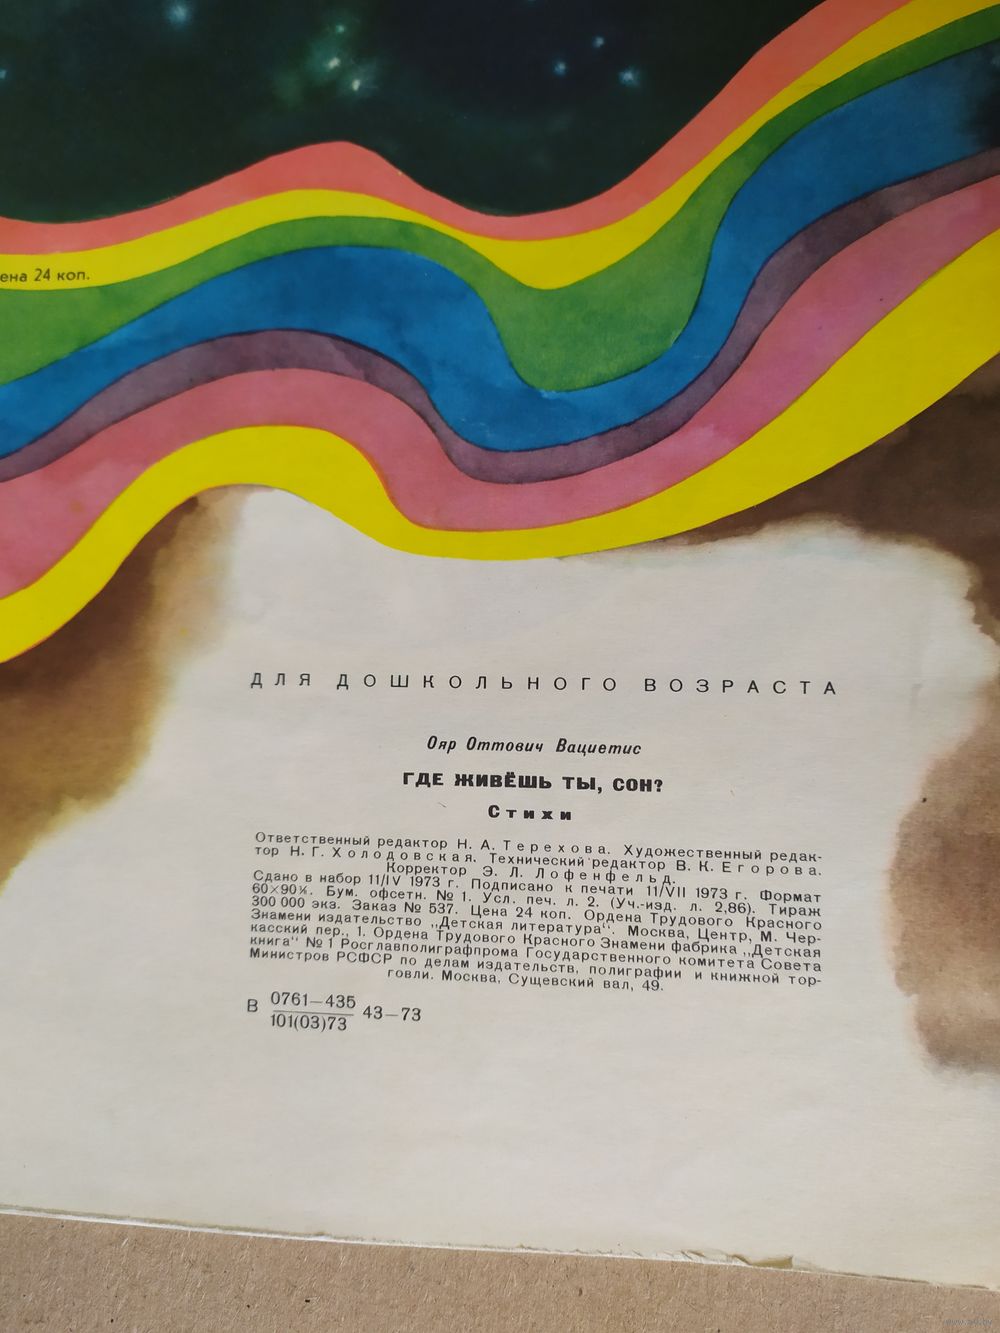 ена 24 коп.
ДЛЯ ДОШКОЛЬНОГО ВОЗРАСТА
Ояр Оттович Вациетис
ГДЕ ЖИВЁШЬ ТЫ, СОН?
Стихи
Ответственный редактор Н. А. Терехова. Художественный редак-
тор Н. Г. Холодовская. Технический редактор В. К. Егорова.
Корректор Э. Л. Лофенфельд.
Сдано в набор 11/IV 1973 г. Подписано к печати 11/VII 1973 г. Формат
60×90⅛. Бум. офсетн. № 1. Усл. печ. л. 2. (Уч.-изд. л. 2,86). Тираж
300 000 экз. Заказ № 537. Цена 24 коп. Ордена Трудового Красного
Знамени издательство „Детская литература“. Москва, Центр, М. Чер-
касский пер., 1. Ордена Трудового Красного Знамени фабрика „Детская
книга“ № 1 Росглавполиграфпрома Государственного комитета Совета
Министров РСФСР по делам издательств, полиграфии и книжной тор-
говли. Москва, Сущевский вал, 49.
В 0761—435 43—73
101(03)73